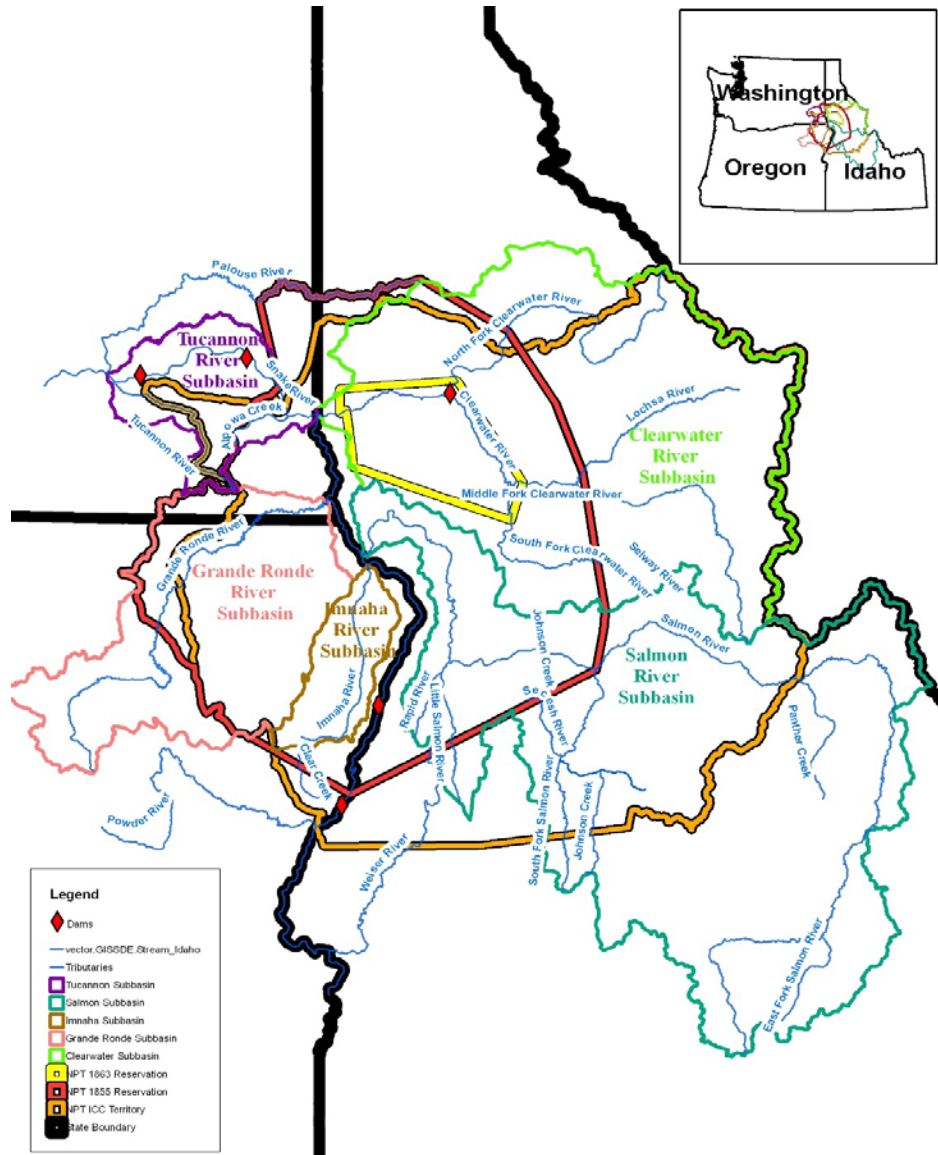 Washington
Oregon
Idaho
Palouse River
North Fork Clearwater River
Tucannon
River
Subbasin
SnakeRiver
Alpowa Creek
Tucannon River
Clearwater River
Lochsa River
Clearwater
River
Subbasin
Middle Fork Clearwater River
South Fork Clearwater River
Selway River
Grande Ronde River
Grande Ronde
River
Subbasin
Imnaha
River
Subbasin
Imnaha River
Rapid River
Little Salmon River
Johnson Creek
Salmon River
Salmon
River
Subbasin
Panther Creek
Clear Creek
Powder River
Weiser River
South Fork Salmon River
Johnson Creek
East Fork Salmon River
Legend
Dams
vector.GISSDE.Stream_Idaho
Tributaries
Tucannon Subbasin
Salmon Subbasin
Imnaha Subbasin
Grande Ronde Subbasin
Clearwater Subbasin
NPT 1863 Reservation
NPT 1855 Reservation
NPT ICC Territory
State Boundary